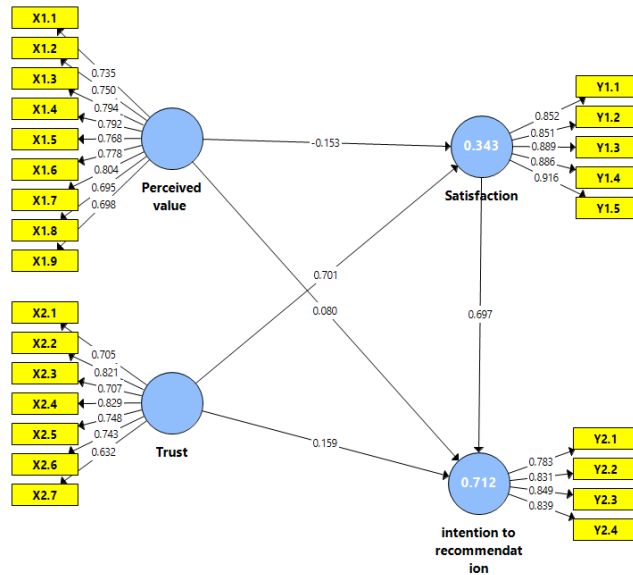 X1.1
X1.2
X1.3
X1.4
X1.5
X1.6
X1.7
X1.8
X1.9
0.735
0.750
0.794
0.792
0.768
0.778
0.804
0.695
0.698
Perceived
value
-0.153
0.343
Satisfaction
0.852
0.851
0.889
0.886
0.916
Y1.1
Y1.2
Y1.3
Y1.4
Y1.5
0.701
0.080
0.697
X2.1
X2.2
X2.3
X2.4
X2.5
X2.6
X2.7
0.705
0.821
0.707
0.829
0.748
0.743
0.632
Trust
0.159
0.712
intention to
recommendat
ion
0.783
0.831
0.849
0.839
Y2.1
Y2.2
Y2.3
Y2.4